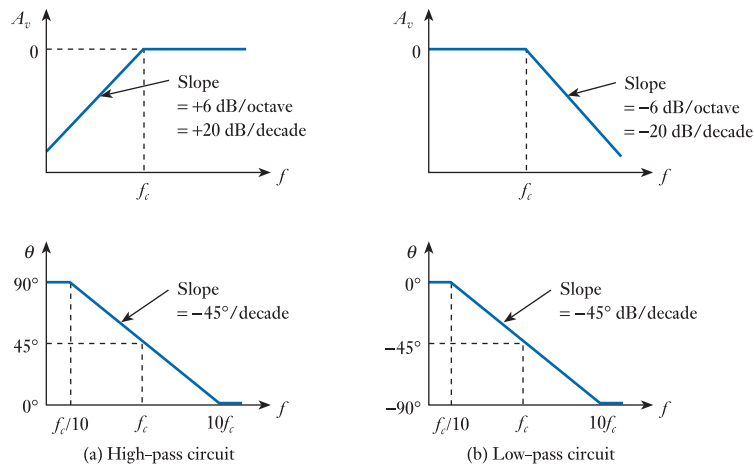 A_v
0
Slope
= +6 dB/octave
= +20 dB/decade
f
f_c
A_v
0
Slope
= −6 dB/octave
= −20 dB/decade
f
f_c
θ
90°
45°
0°
Slope
= −45°/decade
f_c/10
f_c
10f_c
f
(a) High–pass circuit
θ
0°
−45°
−90°
Slope
= −45° dB/decade
f_c/10
f_c
10f_c
f
(b) Low–pass circuit